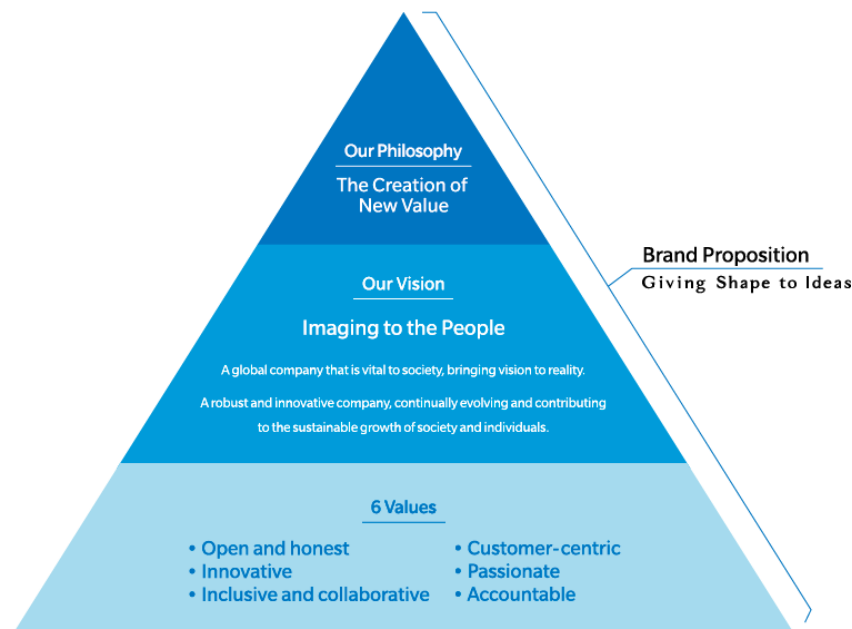 Our Philosophy
The Creation of
New Value
Brand Proposition
Giving Shape to Ideas
Our Vision
Imaging to the People
A global company that is vital to society, bringing vision to reality.
A robust and innovative company, continually evolving and contributing
to the sustainable growth of society and individuals.
6 Values
• Open and honest
• Innovative
• Inclusive and collaborative
• Customer-centric
• Passionate
• Accountable